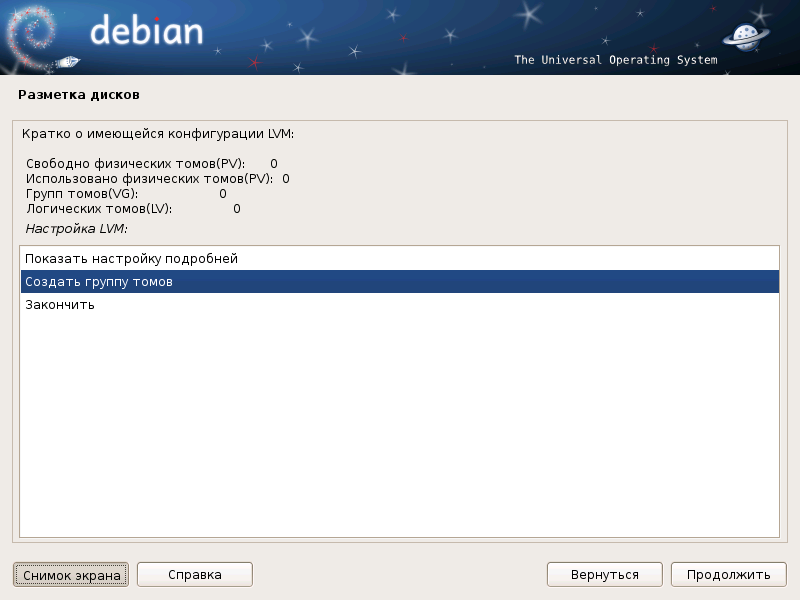 debian
The Universal Operating System
Разметка дисков
Кратко о имеющейся конфигурации LVM:
Свободно физических томов(PV): 0
Использовано физических томов(PV): 0
Групп томов(VG): 0
Логических томов(LV): 0
Настройка LVM:
Показать настройку подробней
Создать группу томов
Закончить
Снимок экрана
Справка
Вернуться
Продолжить